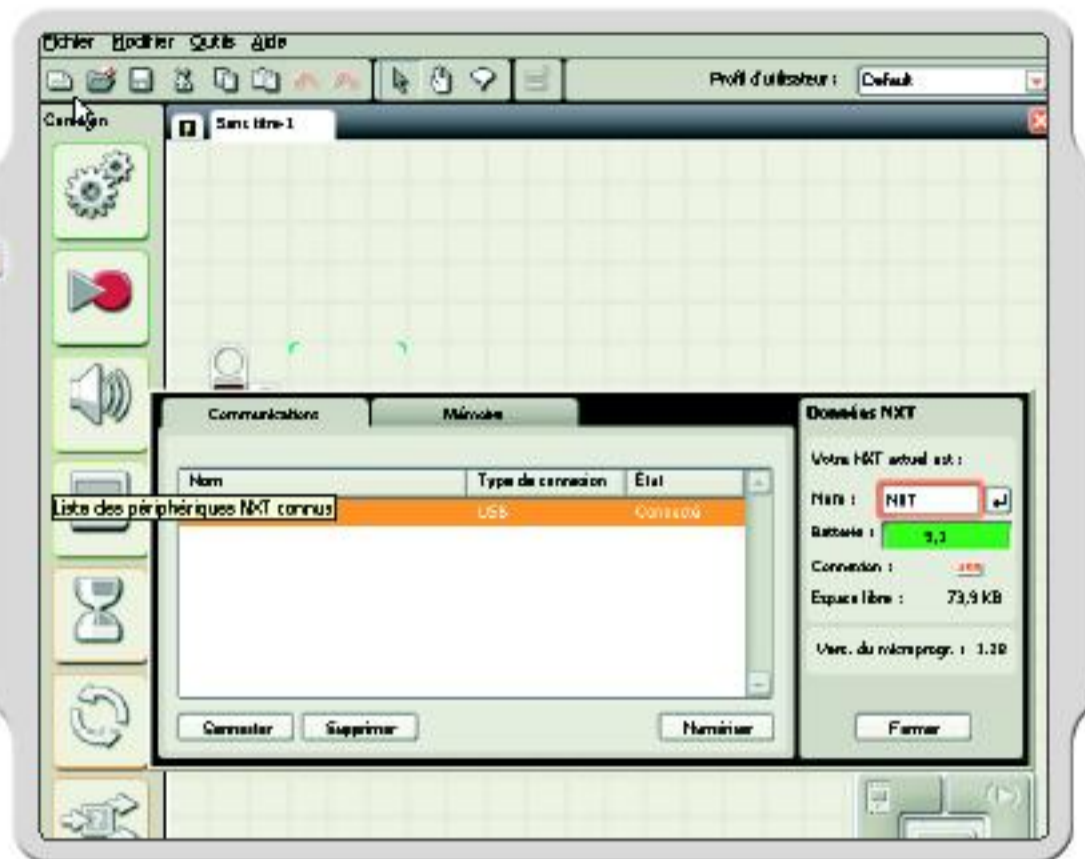 Fichier Modifier Outils Aide
Profil d'utilisateur : Default
Sans titre-1
Communications Mémoire
Nom Type de connexion État
USB Connecté
Liste des périphériques NXT connus
Connecter Supprimer Numériser
Données NXT
Votre NXT actuel est :
Nom : NXT
Batterie :
Connexion : USB
Espace libre : 73,9 KB
Vers. du microprogr. : 1.28
Fermer